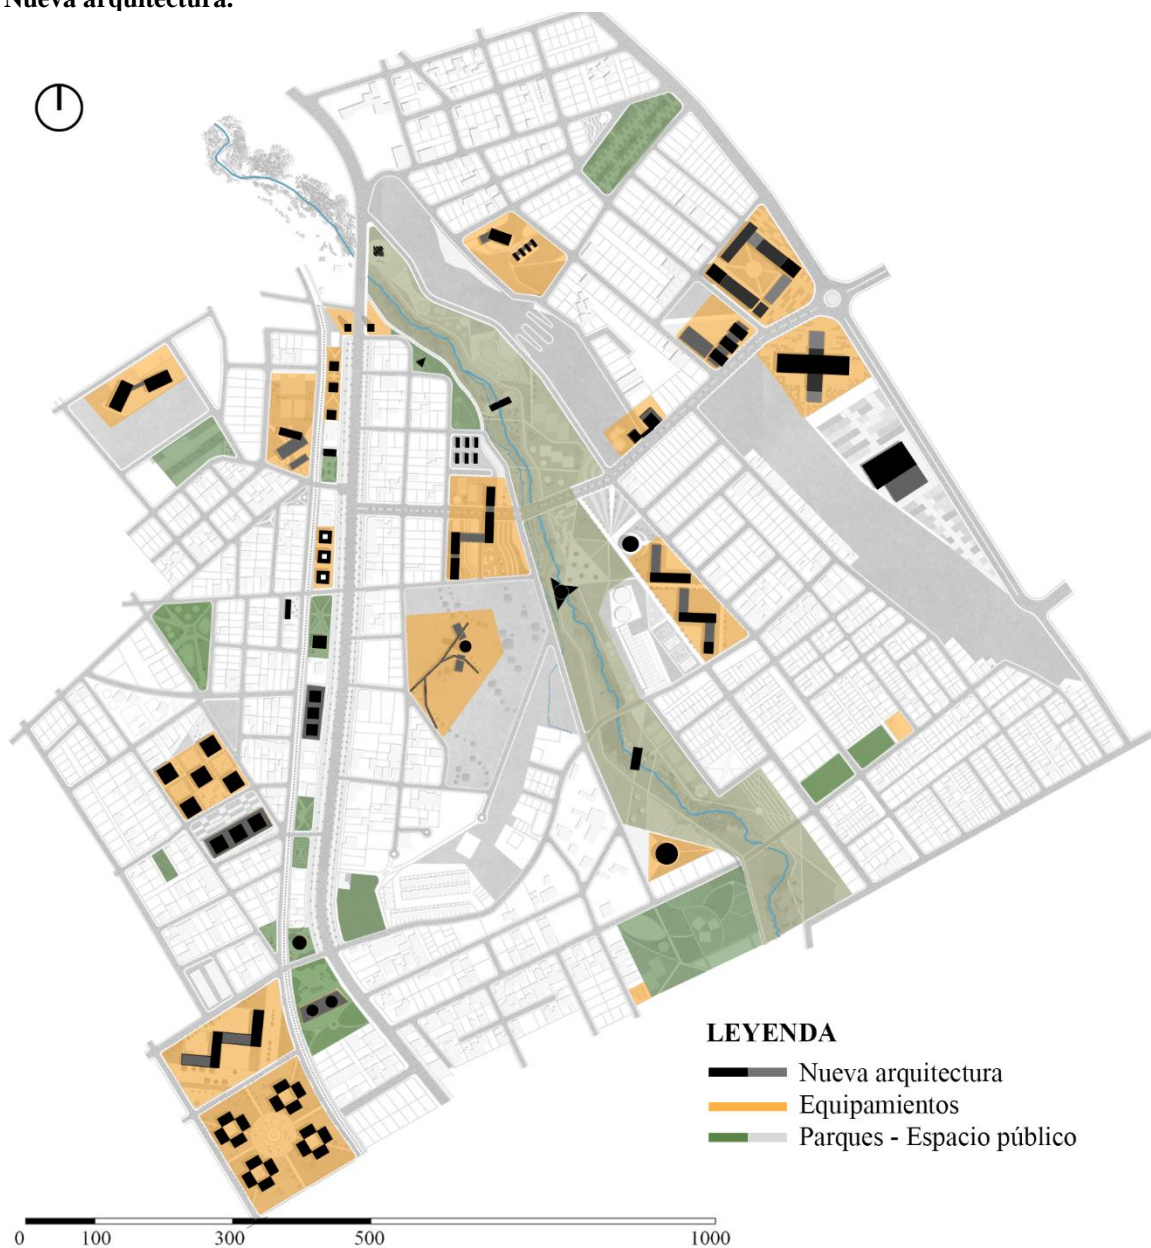 Nueva arquitectura.
LEYENDA
Nueva arquitectura
Equipamientos
Parques - Espacio público
0 100 300 500 1000